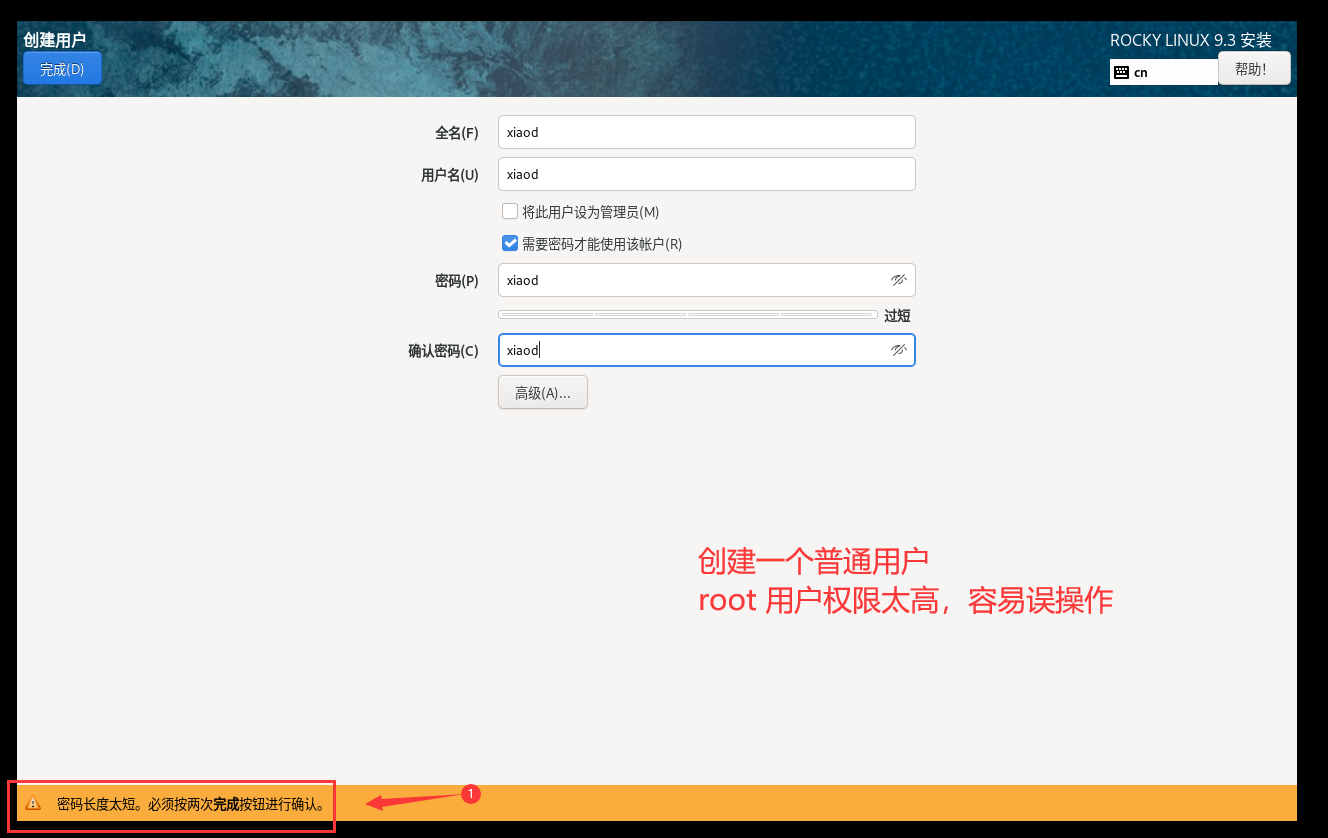 创建用户
ROCKY LINUX 9.3 安装
完成(D)
cn
帮助!
全名(F)
xiaod
用户名(U)
xiaod
将此用户设为管理员(M)
需要密码才能使用该帐户(R)
密码(P)
xiaod
过短
确认密码(C)
xiaod
高级(A)...
创建一个普通用户
root 用户权限太高，容易误操作
1
密码长度太短。必须按两次完成按钮进行确认。